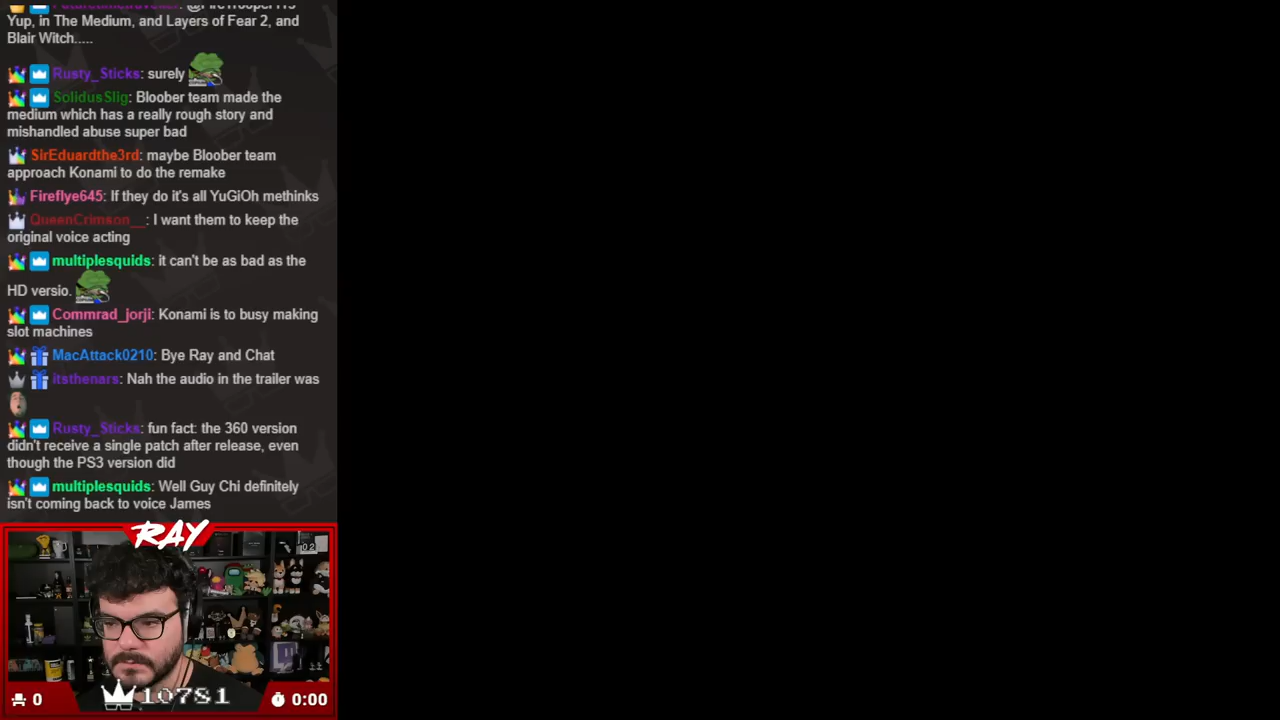 Yup, in The Medium, and Layers of Fear 2, and
Blair Witch.....
Rusty_Sticks: surely
SolidusSlig: Bloober team made the
medium which has a really rough story and
mishandled abuse super bad
SirEduardthe3rd: maybe Bloober team
approach Konami to do the remake
Fireflye645: If they do it's all YuGiOh methinks
QueenCrimson__: I want them to keep the
original voice acting
multiplesquids: it can't be as bad as the
HD versio.
Commrad_jorji: Konami is to busy making
slot machines
MacAttack0210: Bye Ray and Chat
itsthenars: Nah the audio in the trailer was
Rusty_Sticks: fun fact: the 360 version
didn't receive a single patch after release, even
though the PS3 version did
multiplesquids: Well Guy Chi definitely
isn't coming back to voice James
RAY
0
10781
0:00